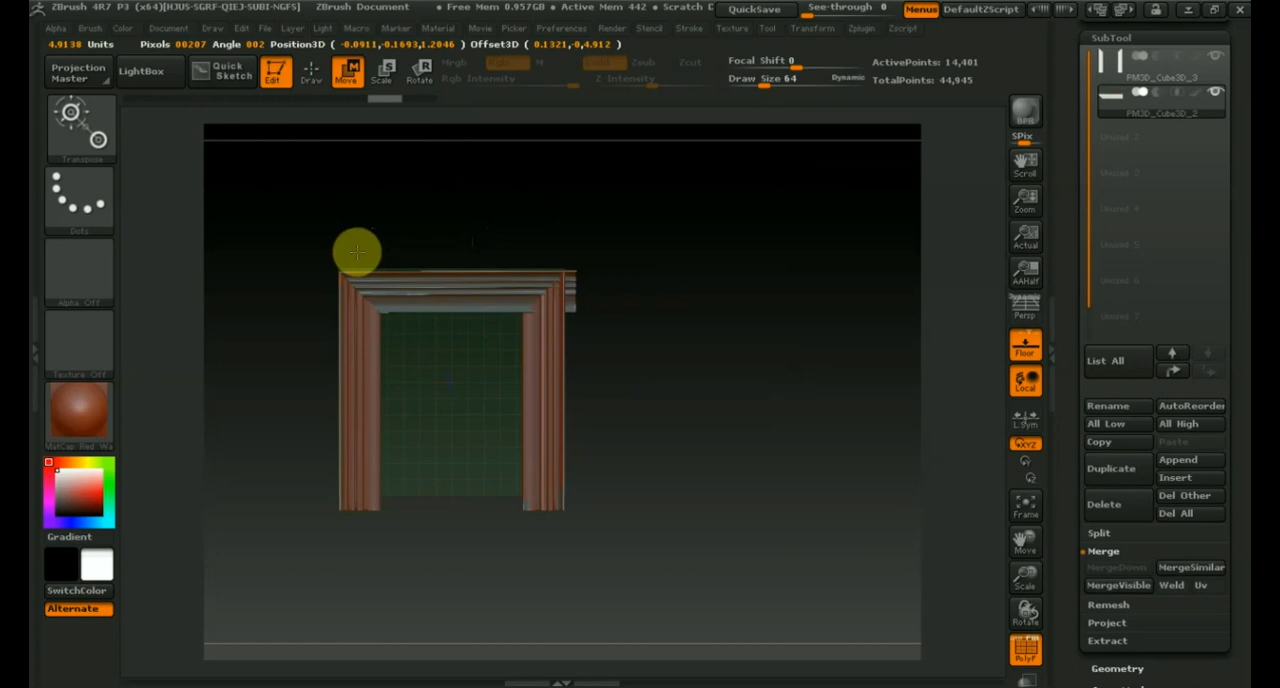 ZBrush 4R7 P3 (x64)[HJUS-SGRF-QIEJ-SUBI-NGFS] ZBrush Document • Free Mem 0.957GB • Active Mem 442 • Scratch D QuickSave See-through 0 Menus DefaultZScript
Alpha Brush Color Document Draw Edit File Layer Light Macro Marker Material Movie Picker Preferences Render Stencil Stroke Texture Tool Transform Zplugin Zscript
4.9138 Units Pixols 00207 Angle 002 Position3D ( -0.0911,-0.1693,1.2046 ) Offset3D ( 0.1321,-0,4.912 )
Projection Master
LightBox
Quick Sketch
Edit
Draw
Move
Scale
Rotate
Mrgb Rgb M
Rgb Intensity
Zadd Zsub Zcut
Z Intensity
Focal Shift 0
Draw Size 64 Dynamic
ActivePoints: 14,401
TotalPoints: 44,945
Transpose
Dots
Alpha Off
Texture Off
MatCap Red Wa
Gradient
SwitchColor
Alternate
BPR
SPix
Scroll
Zoom
Actual
AAHalf
Dynamic
Persp
Floor
Local
L.Sym
XYZ
Frame
Move
Scale
Rotate
PolyF
SubTool
PM3D_Cube3D_3
PM3D_Cube3D_2
Unused 2
Unused 3
Unused 4
Unused 5
Unused 6
Unused 7
List All
Rename AutoReorder
All Low All High
Copy Paste
Duplicate Append
Insert
Delete Del Other
Del All
Split
Merge
MergeDown MergeSimilar
MergeVisible Weld Uv
Remesh
Project
Extract
Geometry